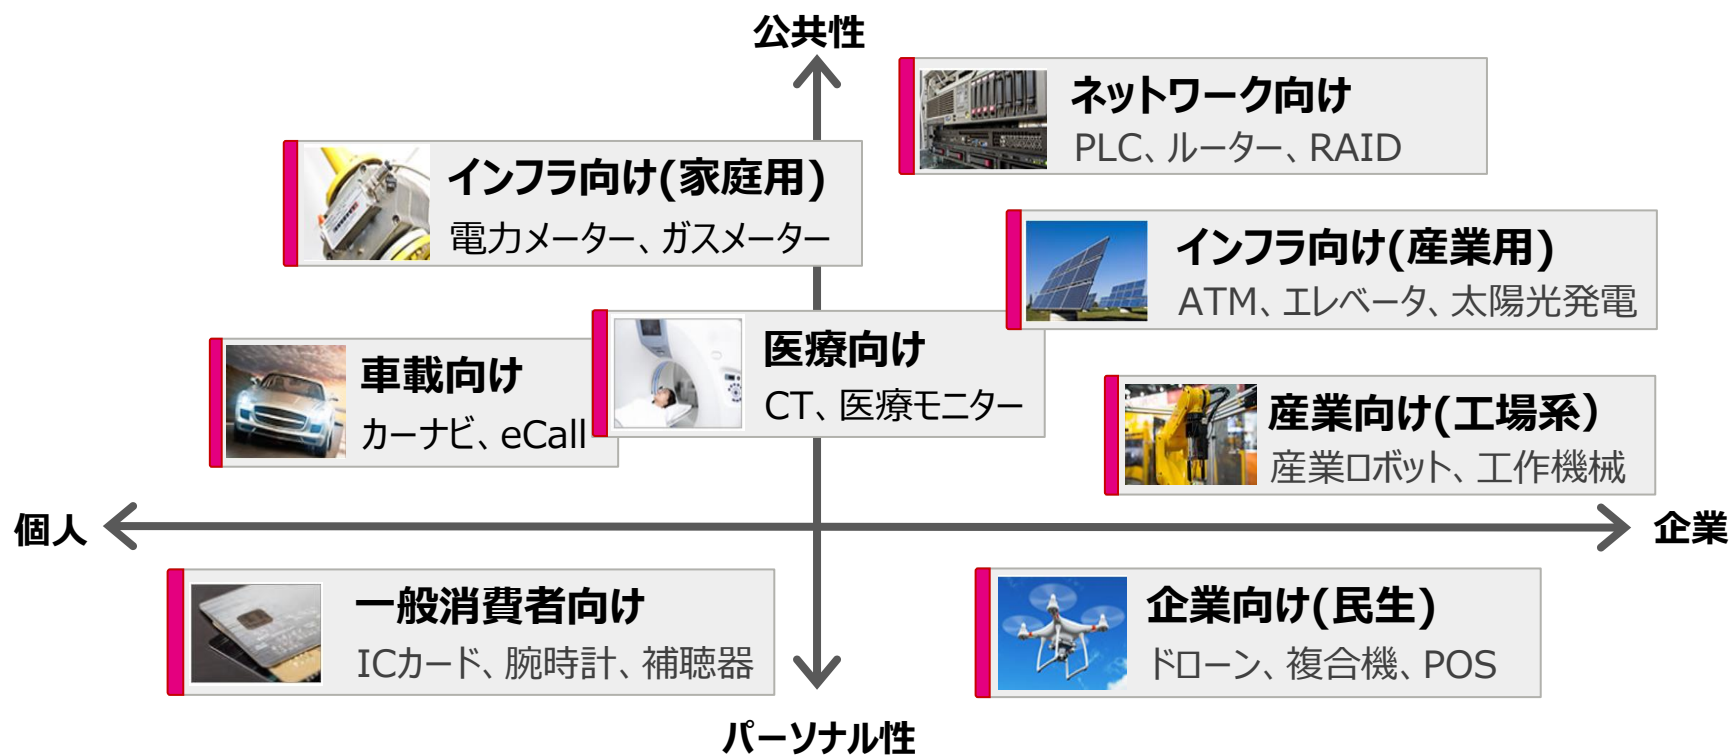 公共性
ネットワーク向け
PLC、ルーター、RAID
インフラ向け(家庭用)
電力メーター、ガスメーター
インフラ向け(産業用)
ATM、エレベータ、太陽光発電
医療向け
CT、医療モニター
車載向け
カーナビ、eCall
産業向け(工場系）
産業ロボット、工作機械
個人
企業
一般消費者向け
ICカード、腕時計、補聴器
企業向け(民生)
ドローン、複合機、POS
パーソナル性